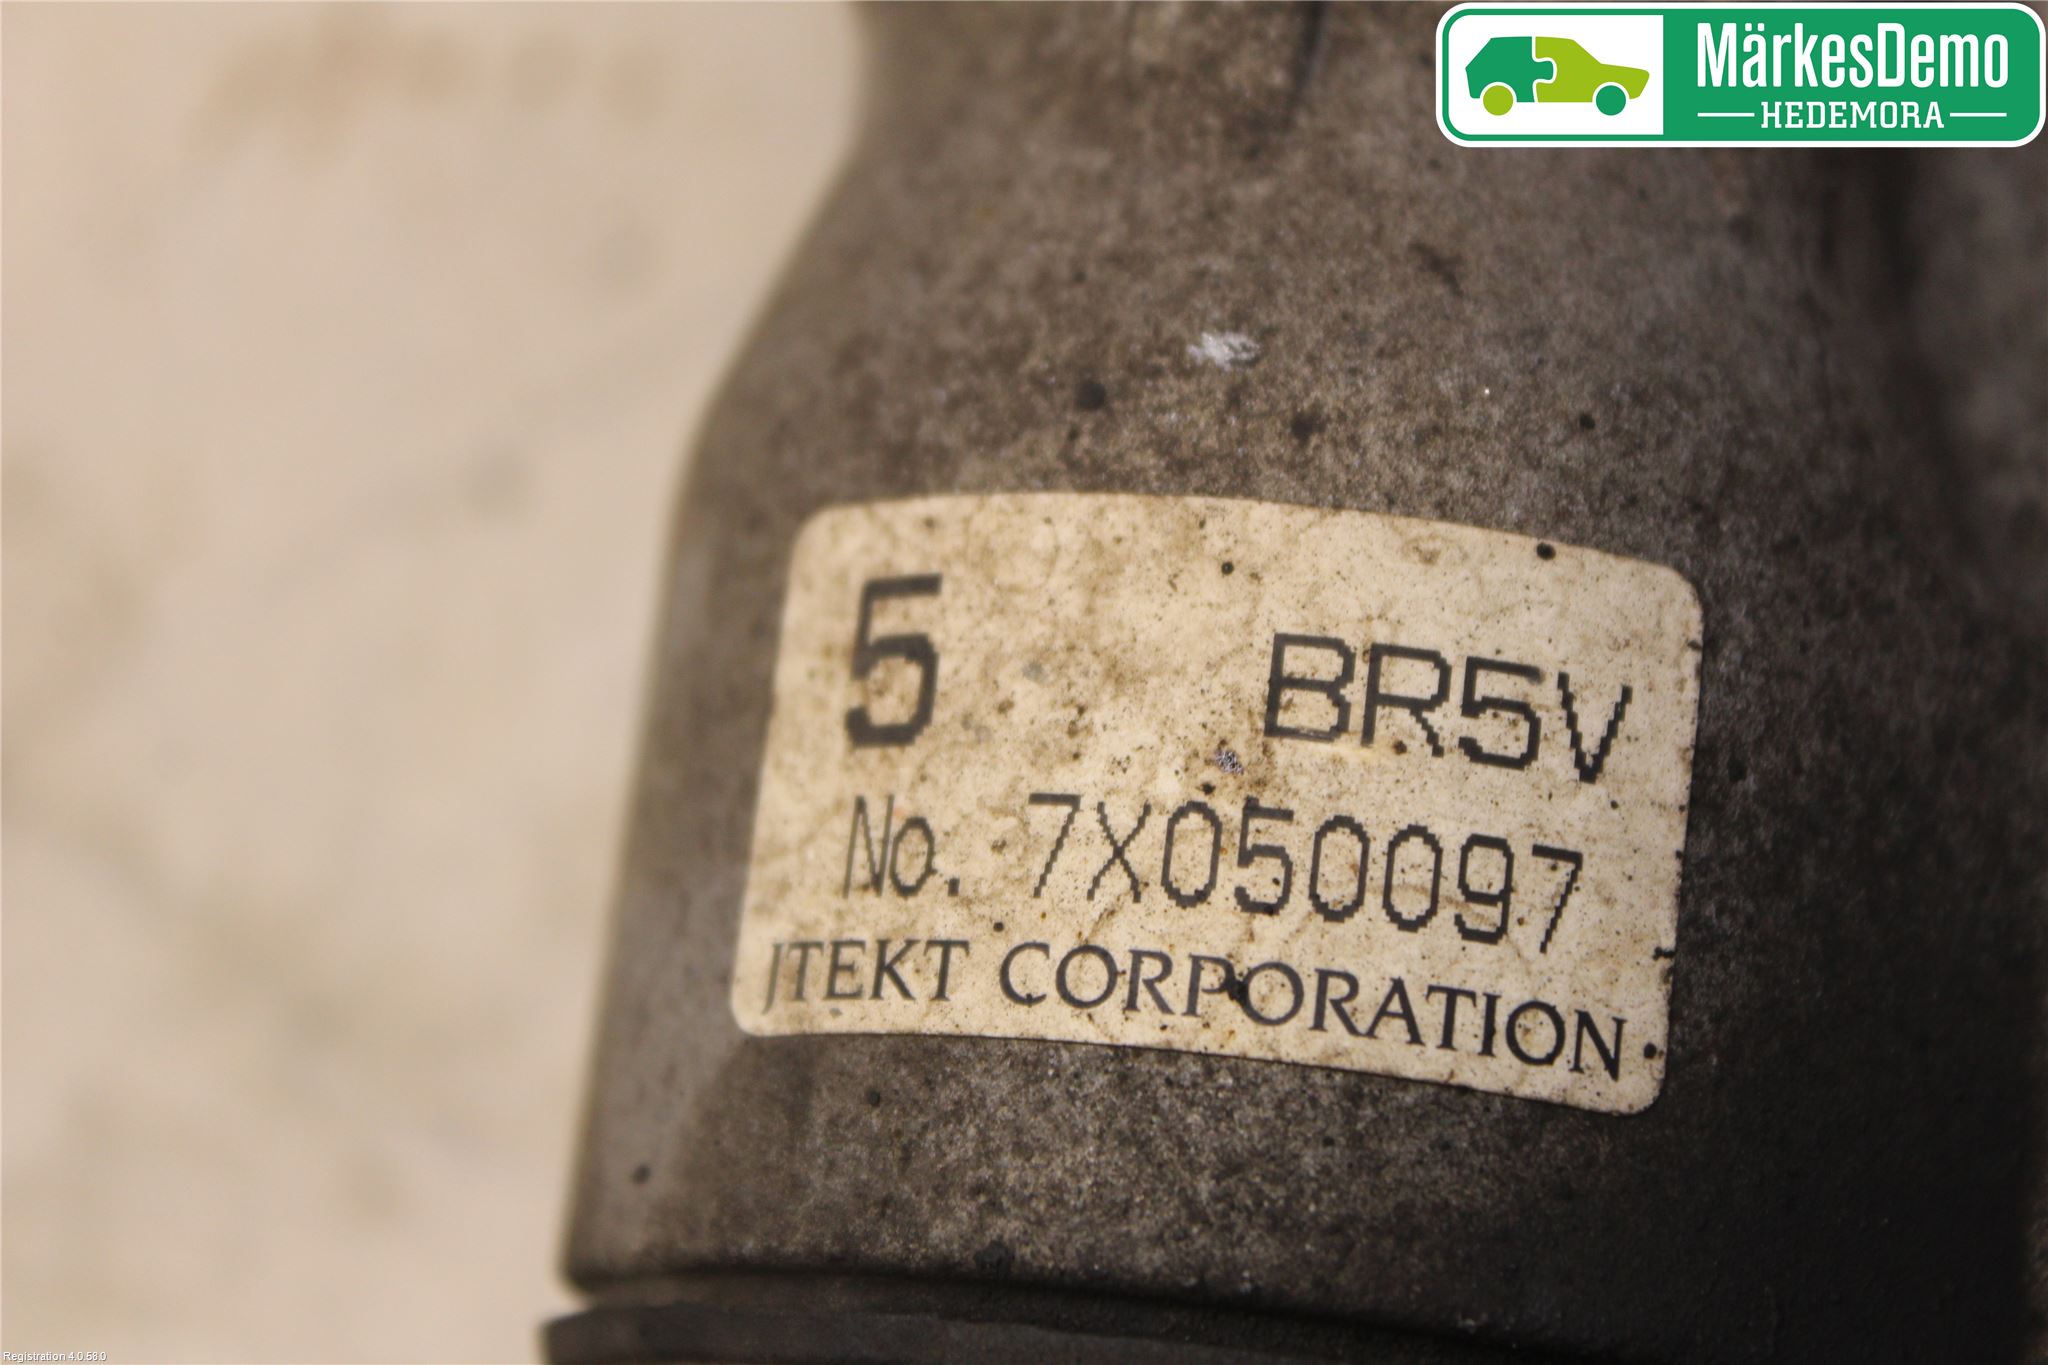 MärkesDemo
HEDEMORA
5 BR5V
No. 7X050097
JTEKT CORPORATION
Registration 4.0.58.0